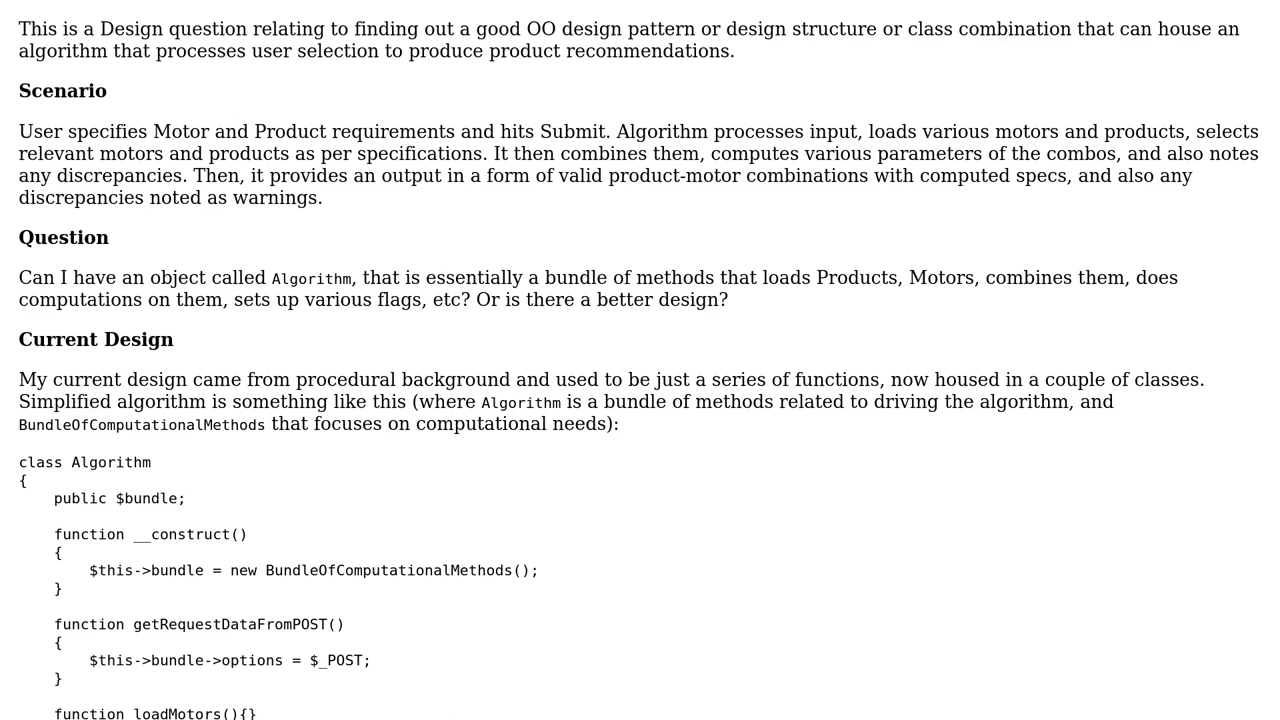 This is a Design question relating to finding out a good OO design pattern or design structure or class combination that can house an
algorithm that processes user selection to produce product recommendations.
Scenario
User specifies Motor and Product requirements and hits Submit. Algorithm processes input, loads various motors and products, selects
relevant motors and products as per specifications. It then combines them, computes various parameters of the combos, and also notes
any discrepancies. Then, it provides an output in a form of valid product-motor combinations with computed specs, and also any
discrepancies noted as warnings.
Question
Can I have an object called Algorithm, that is essentially a bundle of methods that loads Products, Motors, combines them, does
computations on them, sets up various flags, etc? Or is there a better design?
Current Design
My current design came from procedural background and used to be just a series of functions, now housed in a couple of classes.
Simplified algorithm is something like this (where Algorithm is a bundle of methods related to driving the algorithm, and
BundleOfComputationalMethods that focuses on computational needs):
class Algorithm
{
    public $bundle;
    function __construct()
    {
        $this->bundle = new BundleOfComputationalMethods();
    }
    function getRequestDataFromPOST()
    {
        $this->bundle->options = $_POST;
    }
    function loadMotors(){}